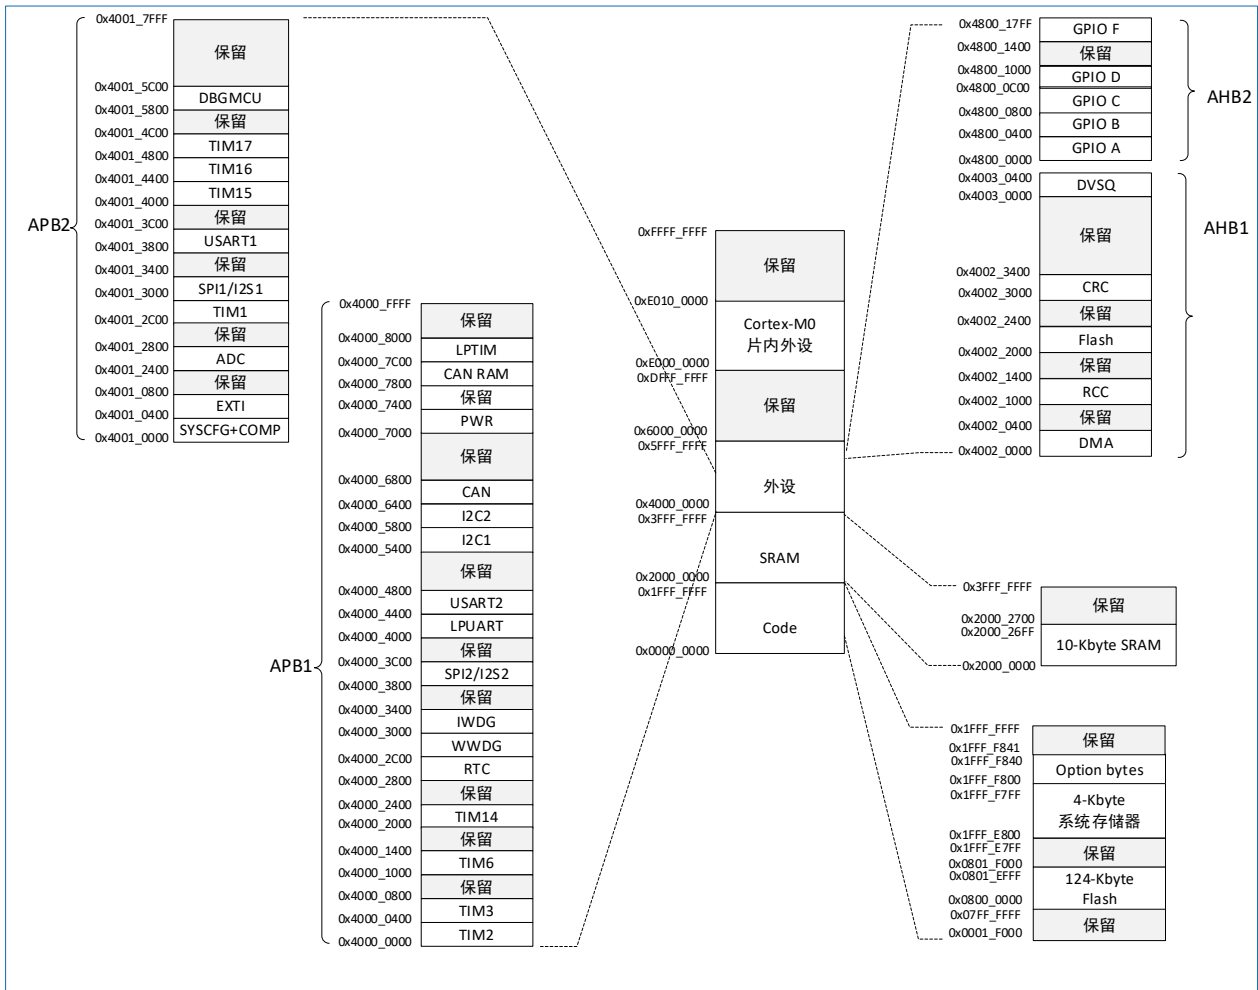 APB2
0x4001_7FFF
保留
0x4001_5C00
DBGMCU
0x4001_5800
保留
0x4001_4C00
TIM17
0x4001_4800
TIM16
0x4001_4400
TIM15
0x4001_4000
保留
0x4001_3C00
USART1
0x4001_3800
保留
0x4001_3400
SPI1/I2S1
0x4001_3000
TIM1
0x4001_2C00
保留
0x4001_2800
ADC
0x4001_2400
保留
0x4001_0800
EXTI
0x4001_0400
SYSCFG+COMP
0x4001_0000
APB1
0x4000_FFFF
保留
0x4000_8000
LPTIM
0x4000_7C00
CAN RAM
0x4000_7800
保留
0x4000_7400
PWR
0x4000_7000
保留
0x4000_6800
CAN
0x4000_6400
I2C2
0x4000_5800
I2C1
0x4000_5400
保留
0x4000_4800
USART2
0x4000_4400
LPUART
0x4000_4000
保留
0x4000_3C00
SPI2/I2S2
0x4000_3800
保留
0x4000_3400
IWDG
0x4000_3000
WWDG
0x4000_2C00
RTC
0x4000_2800
保留
0x4000_2400
TIM14
0x4000_2000
保留
0x4000_1400
TIM6
0x4000_1000
保留
0x4000_0800
TIM3
0x4000_0400
TIM2
0x4000_0000
0xFFFF_FFFF
保留
0xE010_0000
Cortex-M0
片内外设
0xE000_0000
0xDFFF_FFFF
保留
0x6000_0000
0x5FFF_FFFF
外设
0x4000_0000
0x3FFF_FFFF
SRAM
0x2000_0000
0x1FFF_FFFF
Code
0x0000_0000
0x4800_17FF
GPIO F
0x4800_1400
保留
0x4800_1000
GPIO D
0x4800_0C00
GPIO C
0x4800_0800
GPIO B
0x4800_0400
GPIO A
0x4800_0000
AHB2
0x4003_0400
DVSQ
0x4003_0000
保留
0x4002_3400
CRC
0x4002_3000
保留
0x4002_2400
Flash
0x4002_2000
保留
0x4002_1400
RCC
0x4002_1000
保留
0x4002_0400
DMA
0x4002_0000
AHB1
0x3FFF_FFFF
保留
0x2000_2700
0x2000_26FF
10-Kbyte SRAM
0x2000_0000
0x1FFF_FFFF
保留
0x1FFF_F841
0x1FFF_F840
Option bytes
0x1FFF_F800
0x1FFF_F7FF
4-Kbyte
系统存储器
0x1FFF_E800
0x1FFF_E7FF
保留
0x0801_F000
0x0801_EFFF
124-Kbyte
Flash
0x0800_0000
0x07FF_FFFF
保留
0x0001_F000